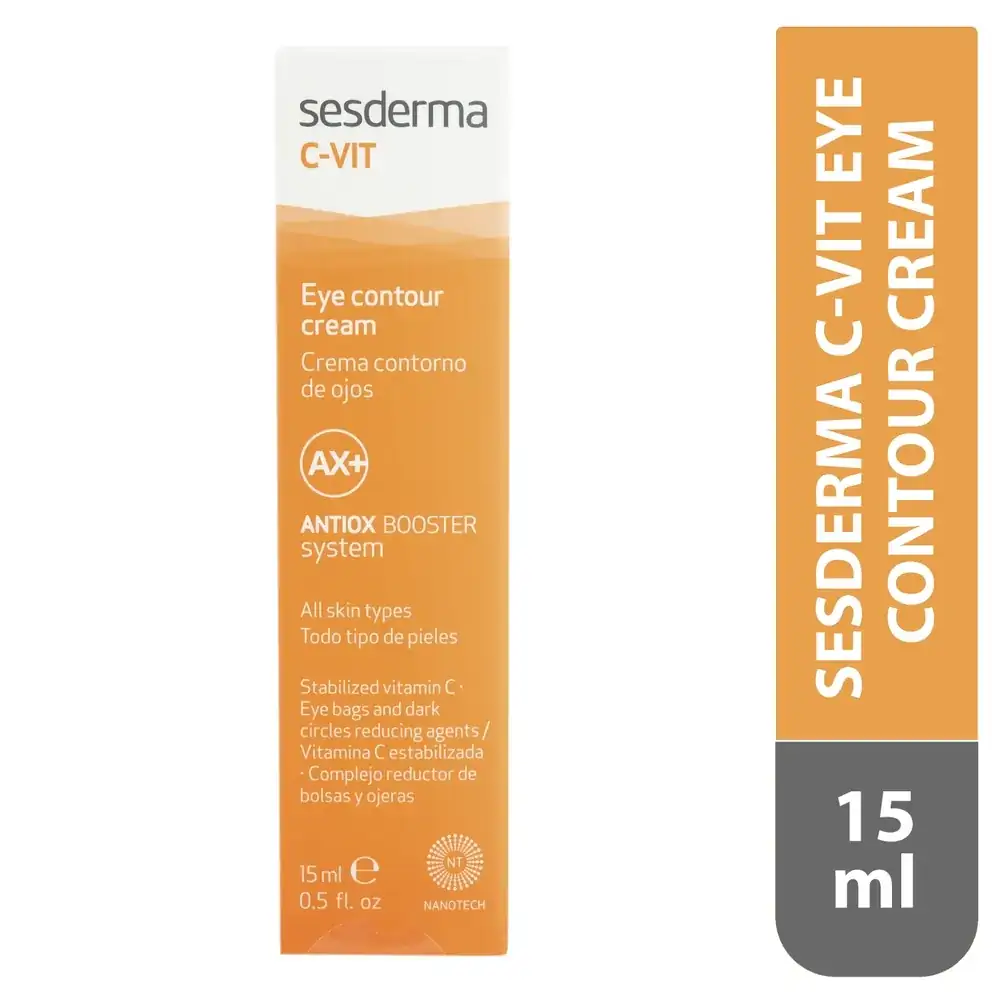 sesderma
C-VIT
Eye contour
cream
Crema contorno
de ojos
AX+
ANTIOX BOOSTER
system
All skin types
Todo tipo de pieles
Stabilized vitamin C ·
Eye bags and dark
circles reducing agents /
Vitamina C estabilizada
· Complejo reductor de
bolsas y ojeras
15 ml e
0.5 fl. oz
NT
NANOTECH
SESDERMA C-VIT EYE
CONTOUR CREAM
15
ml